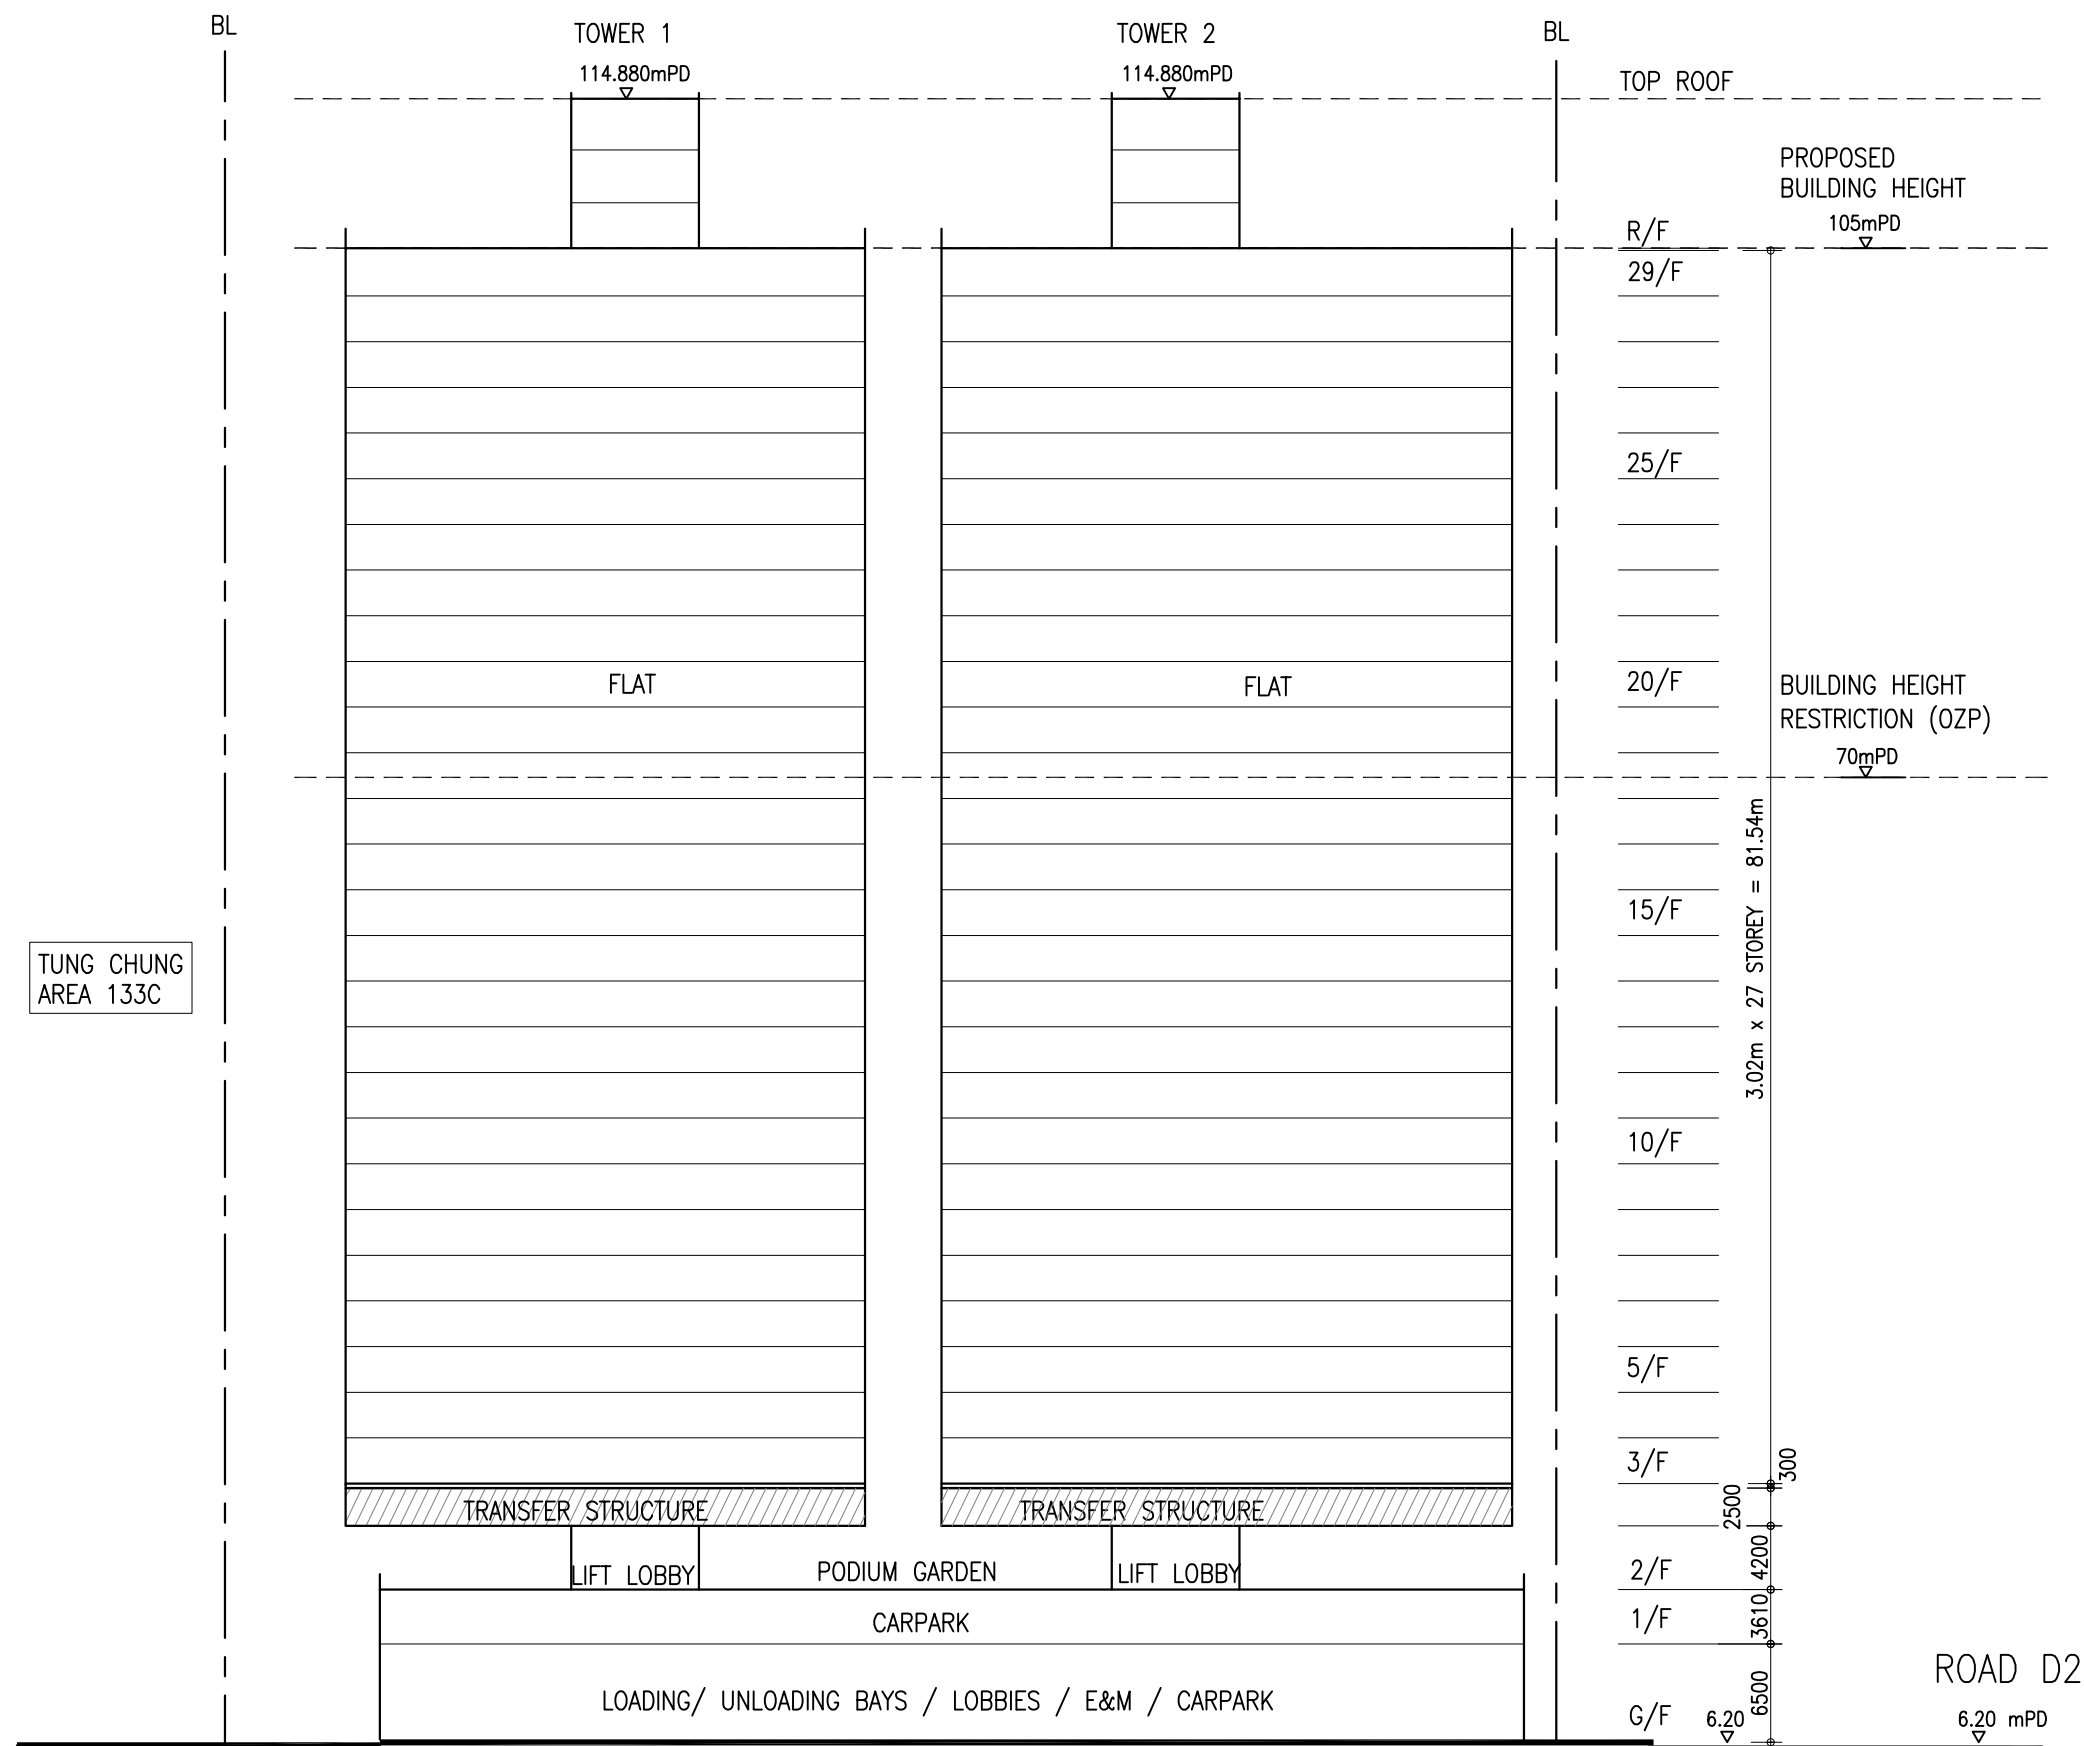 BL
TOWER 1
114.880mPD
TOWER 2
114.880mPD
BL
TOP ROOF
PROPOSED
BUILDING HEIGHT
105mPD
R/F
29/F
25/F
FLAT
FLAT
20/F
BUILDING HEIGHT
RESTRICTION (OZP)
70mPD
3.02m x 27 STOREY = 81.54m
15/F
TUNG CHUNG
AREA 133C
10/F
5/F
3/F
300
TRANSFER STRUCTURE
TRANSFER STRUCTURE
2500
LIFT LOBBY
PODIUM GARDEN
LIFT LOBBY
2/F
4200
CARPARK
1/F
3610
LOADING/ UNLOADING BAYS / LOBBIES / E&M / CARPARK
G/F
6.20
6500
ROAD D2
6.20 mPD